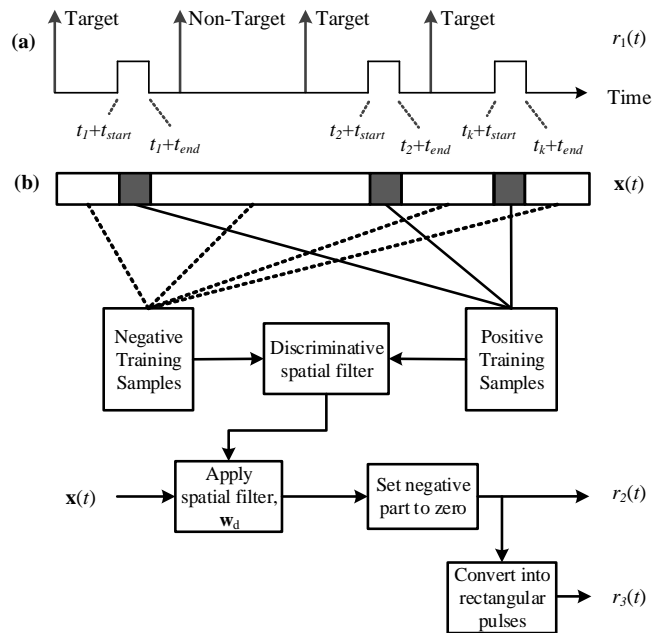 Target Non-Target Target Target
(a) r1(t)
Time
t1+tstart t1+tend t2+tstart t2+tend tk+tstart tk+tend
(b) x(t)
Negative
Training
Samples
Discriminative
spatial filter
Positive
Training
Samples
x(t)
Apply
spatial filter,
wd
Set negative
part to zero
r2(t)
Convert into
rectangular
pulses
r3(t)